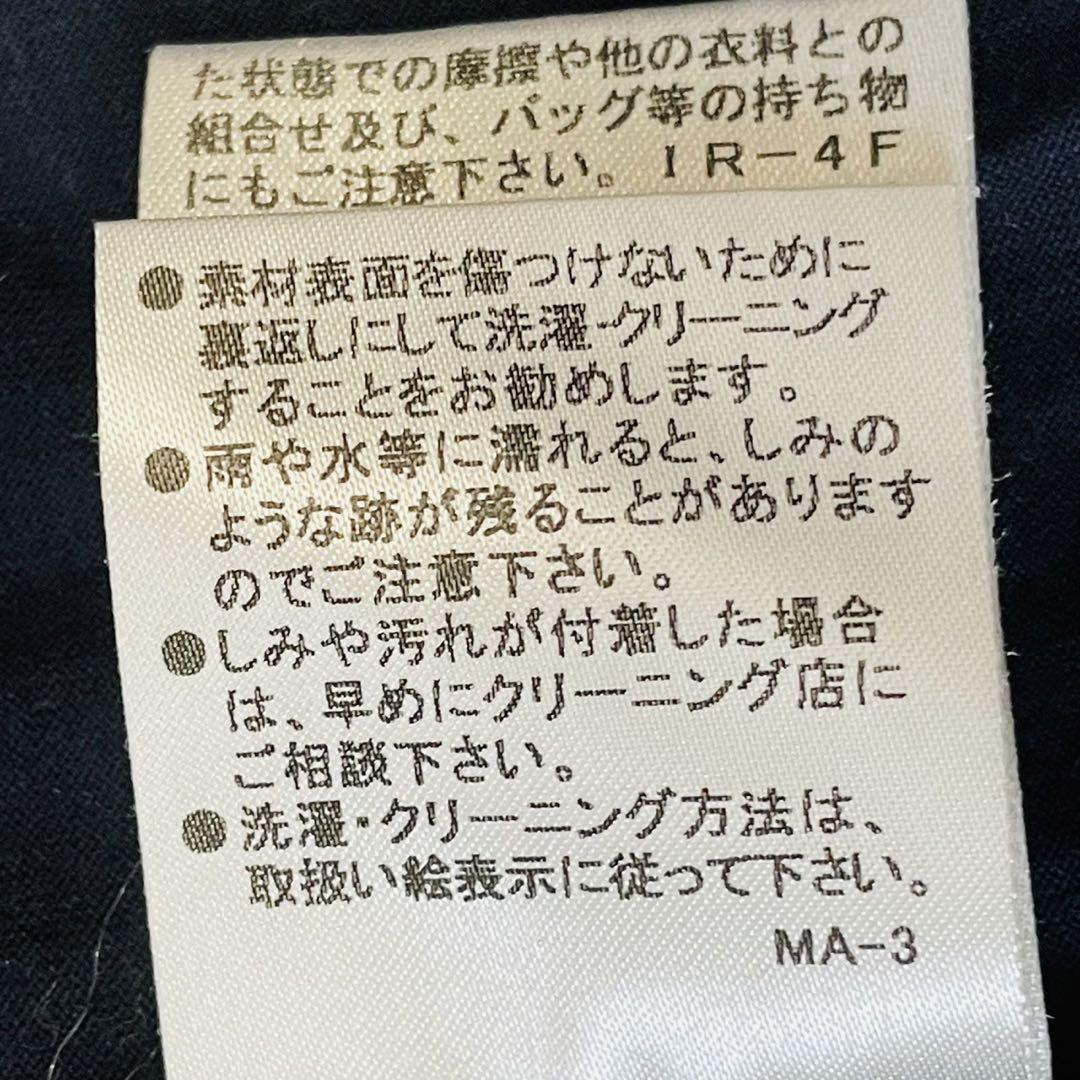 た状態での摩擦や他の衣料との
組合せ及び、バッグ等の持ち物
にもご注意下さい。IR-4F
●素材表面を傷つけないために
裏返しにして洗濯・クリーニング
することをお勧めします。
●雨や水等に濡れると、しみの
ような跡が残ることがあります
のでご注意下さい。
●しみや汚れが付着した場合
は、早めにクリーニング店に
ご相談下さい。
●洗濯・クリーニング方法は、
取扱い絵表示に従って下さい。
MA-3